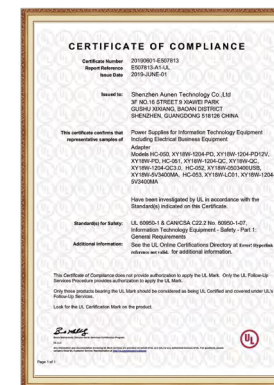 CERTIFICATE OF COMPLIANCE
Certificate Number 20190601-E507813
Report Reference E507813-A1-UL
Issue Date 2019-JUNE-01
Issued to: Shenzhen Aunen Technology Co.,Ltd
3F NO.16 STREET 9 XIAWEI PARK
GUSHU XIXIANG, BAOAN DISTRICT
SHENZHEN, GUANGDONG 518126 CHINA
This certificate confirms that Power Supplies for Information Technology Equipment
representative samples of Including Electrical Business Equipment
Adapter
Models HC-050, XY18W-1204-PD, XY18W-PD12V,
XY18W-PD, HC-051, XY18W-1204-QC, XY18W-QC,
XY18W-1204-QC3.0, HC-052, XY18W-0503400USB,
XY18W-5V3400MA, HC-053, XY18W-LC01, XY18W-1204-
5V3400MA
Have been investigated by UL in accordance with the
Standard(s) indicated on this Certificate.
Standard(s) for Safety: UL 60950-1 & CAN/CSA C22.2 No. 60950-1-07,
Information Technology Equipment - Safety - Part 1:
General Requirements
Additional Information: See the UL Online Certifications Directory at Error! Hyperlink
reference not valid. for additional information.
This Certificate of Compliance does not provide authorization to apply the UL Mark. Only the UL Follow-Up
Services Procedure provides authorization to apply the UL Mark.
Only those products bearing the UL Mark should be considered as being UL Certified and covered under UL's
Follow-Up Services.
Look for the UL Certification Mark on the product.
UL
Page 1 of 1